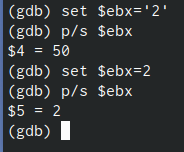 (gdb) set $ebx='2'
(gdb) p/s $ebx
$4 = 50
(gdb) set $ebx=2
(gdb) p/s $ebx
$5 = 2
(gdb)